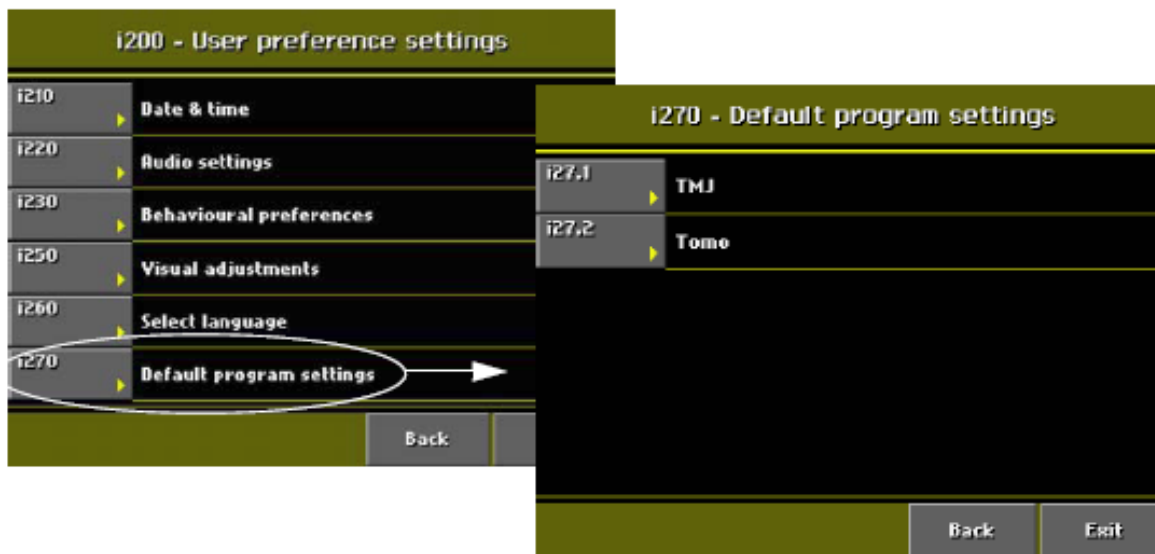 i200 - User preference settings
i210
Date & time
i220
Audio settings
i230
Behavioural preferences
i250
Visual adjustments
i260
Select language
i270
Default program settings
Back
i270 - Default program settings
i27.1
TMJ
i27.2
Tomo
Back
Exit